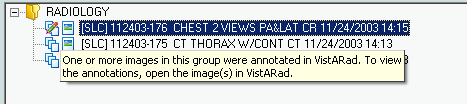 RADIOLOGY
[SLC] 112403-176 CHEST 2 VIEWS PA&LAT CR 11/24/2003 14:15
[SLC] 112403-175 CT THORAX W/CONT CT 11/24/2003 14:13
One or more images in this group were annotated in VistARad. To view
the annotations, open the image(s) in VistARad.